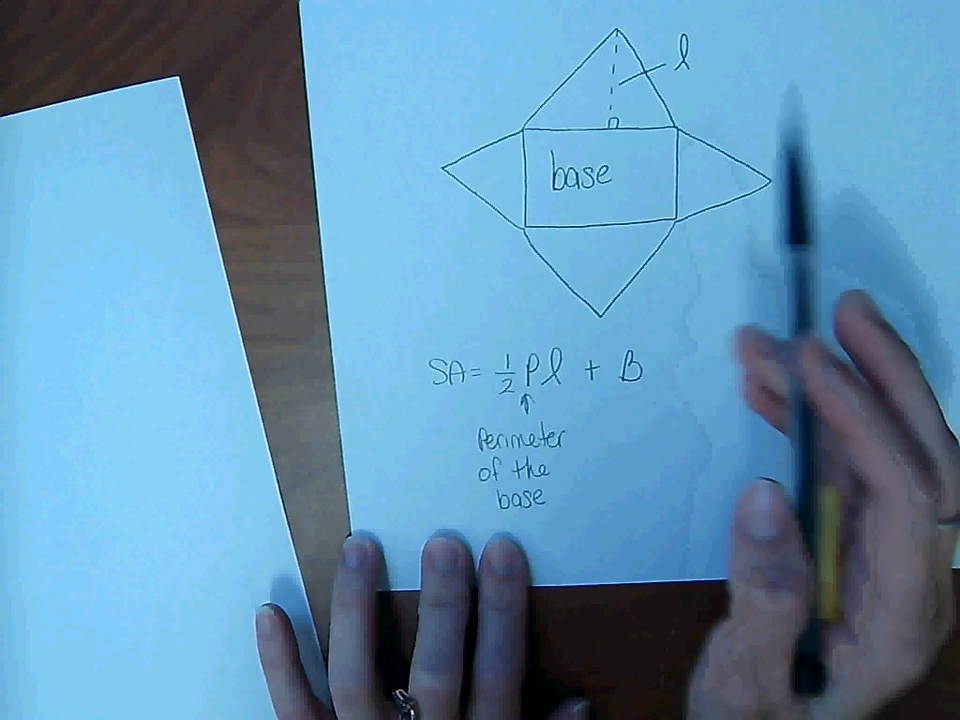 l
base
SA = 1/2 Pl + B
↑
Perimeter
of the
base